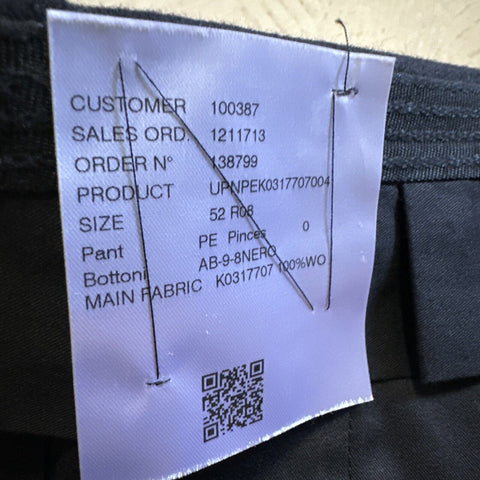 CUSTOMER 100387
SALES ORD. 1211713
ORDER N° 138799
PRODUCT UPNPEK0317707004
SIZE 52 R08
Pant PE Pinces 0
Bottoni AB-9-8NERO
MAIN FABRIC K0317707 100%WO